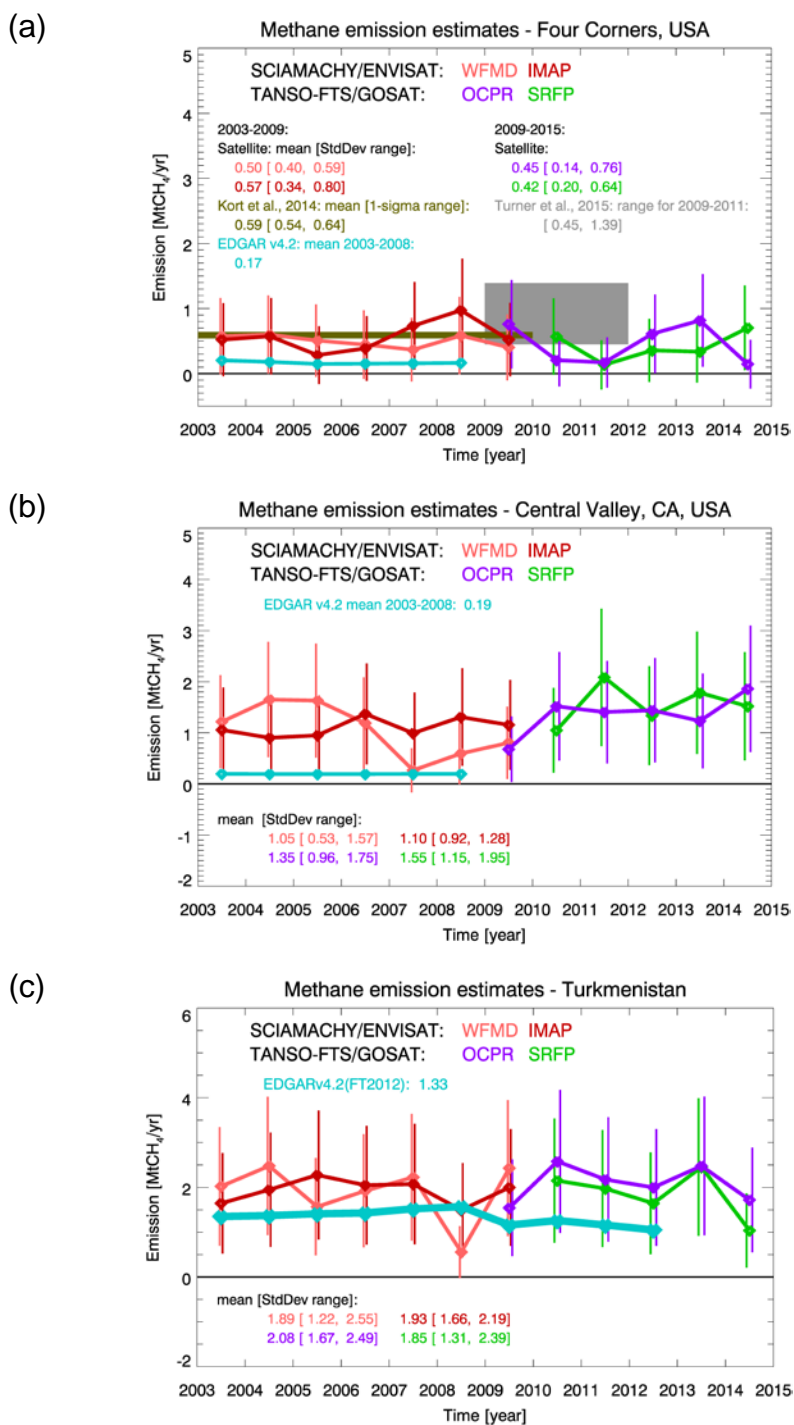 (a)
Methane emission estimates - Four Corners, USA
SCIAMACHY/ENVISAT: WFMD IMAP
TANSO-FTS/GOSAT: OCPR SRFP
2003-2009:
Satellite: mean [StdDev range]:
0.50 [ 0.40, 0.59]
0.57 [ 0.34, 0.80]
Kort et al., 2014: mean [1-sigma range]:
0.59 [ 0.54, 0.64]
EDGAR v4.2: mean 2003-2008:
0.17
2009-2015:
Satellite:
0.45 [ 0.14, 0.76]
0.42 [ 0.20, 0.64]
Turner et al., 2015: range for 2009-2011:
[ 0.45, 1.39]
Emission [MtCH₄/yr]
5
4
3
2
1
0
2003 2004 2005 2006 2007 2008 2009 2010 2011 2012 2013 2014 2015
Time [year]
(b)
Methane emission estimates - Central Valley, CA, USA
SCIAMACHY/ENVISAT: WFMD IMAP
TANSO-FTS/GOSAT: OCPR SRFP
EDGAR v4.2 mean 2003-2008: 0.19
Emission [MtCH₄/yr]
5
4
3
2
1
0
-1
-2
mean [StdDev range]:
1.05 [ 0.53, 1.57] 1.10 [ 0.92, 1.28]
1.35 [ 0.96, 1.75] 1.55 [ 1.15, 1.95]
2003 2004 2005 2006 2007 2008 2009 2010 2011 2012 2013 2014 2015
Time [year]
(c)
Methane emission estimates - Turkmenistan
SCIAMACHY/ENVISAT: WFMD IMAP
TANSO-FTS/GOSAT: OCPR SRFP
EDGARv4.2(FT2012): 1.33
Emission [MtCH₄/yr]
6
4
2
0
-2
mean [StdDev range]:
1.89 [ 1.22, 2.55] 1.93 [ 1.66, 2.19]
2.08 [ 1.67, 2.49] 1.85 [ 1.31, 2.39]
2003 2004 2005 2006 2007 2008 2009 2010 2011 2012 2013 2014 2015
Time [year]